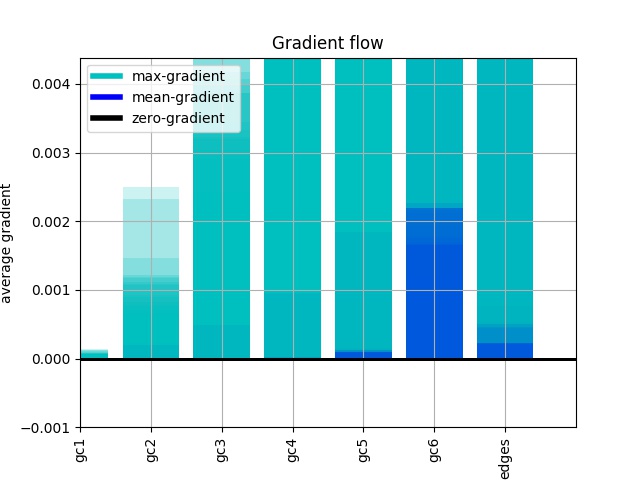 Gradient flow
max-gradient
mean-gradient
zero-gradient
average gradient
0.004
0.003
0.002
0.001
0.000
−0.001
gc1
gc2
gc3
gc4
gc5
gc6
edges